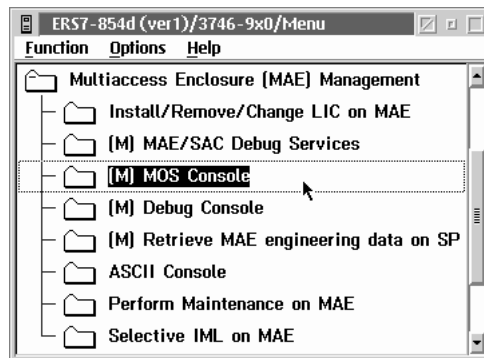 ERS7-854d (ver1)/3746-9x0/Menu
Function Options Help
Multiaccess Enclosure (MAE) Management
Install/Remove/Change LIC on MAE
(M) MAE/SAC Debug Services
(M) MOS Console
(M) Debug Console
(M) Retrieve MAE engineering data on SP
ASCII Console
Perform Maintenance on MAE
Selective IML on MAE